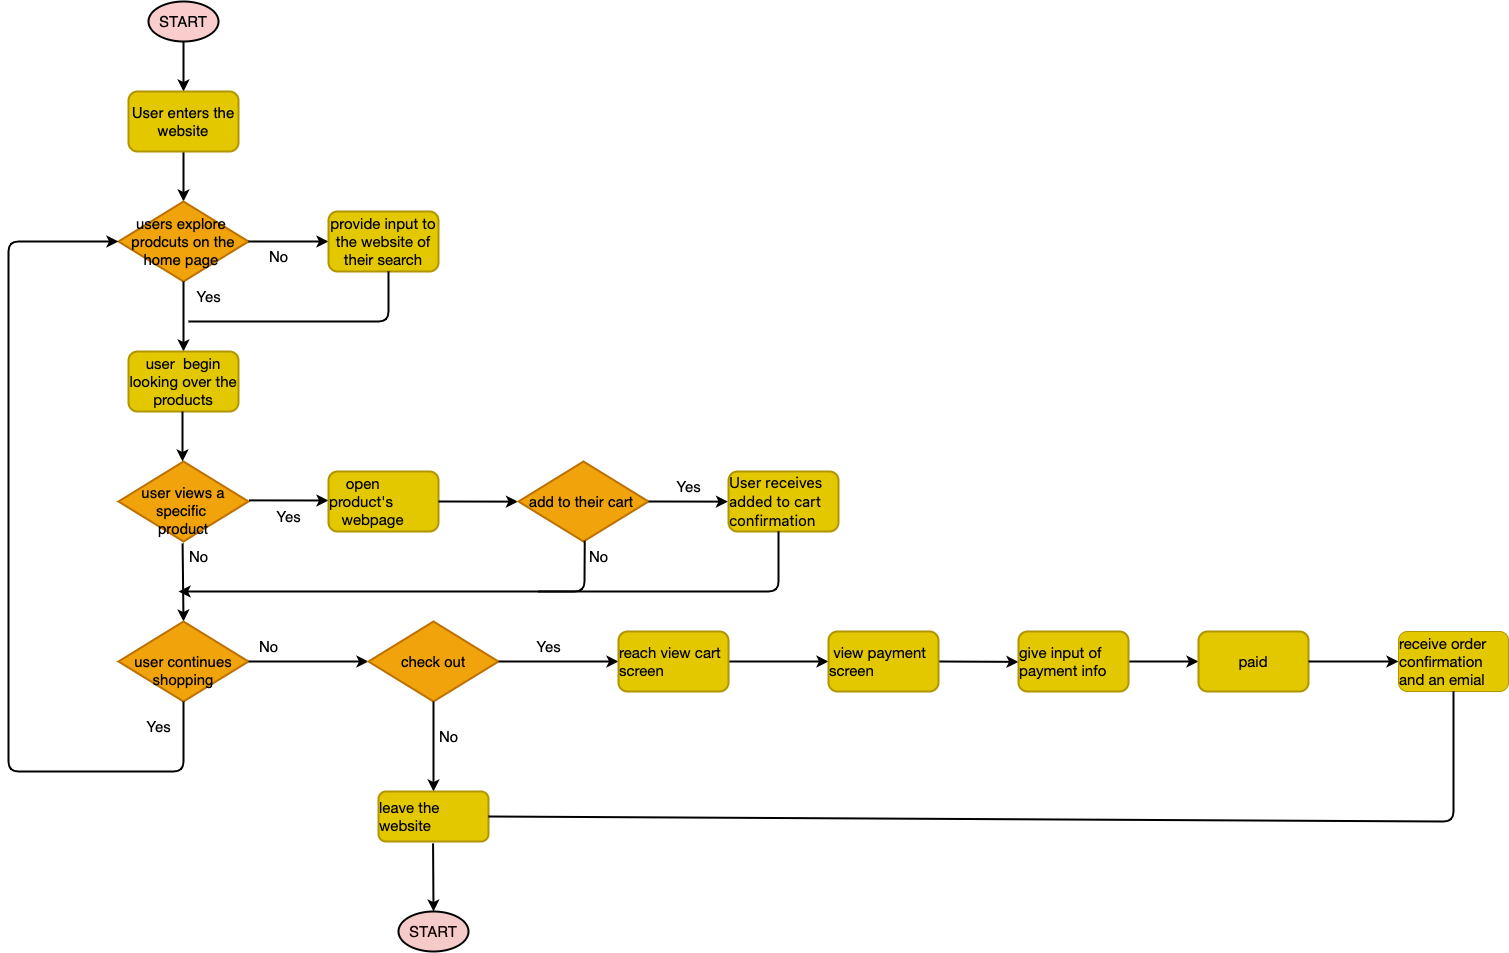 START
User enters the
website
users explore
prodcuts on the
home page
No
provide input to
the website of
their search
Yes
user begin
looking over the
products
user views a
specific
product
Yes
open
product's
webpage
add to their cart
Yes
User receives
added to cart
confirmation
No
No
user continues
shopping
No
check out
Yes
reach view cart
screen
view payment
screen
give input of
payment info
paid
receive order
confirmation
and an emial
Yes
No
leave the
website
START